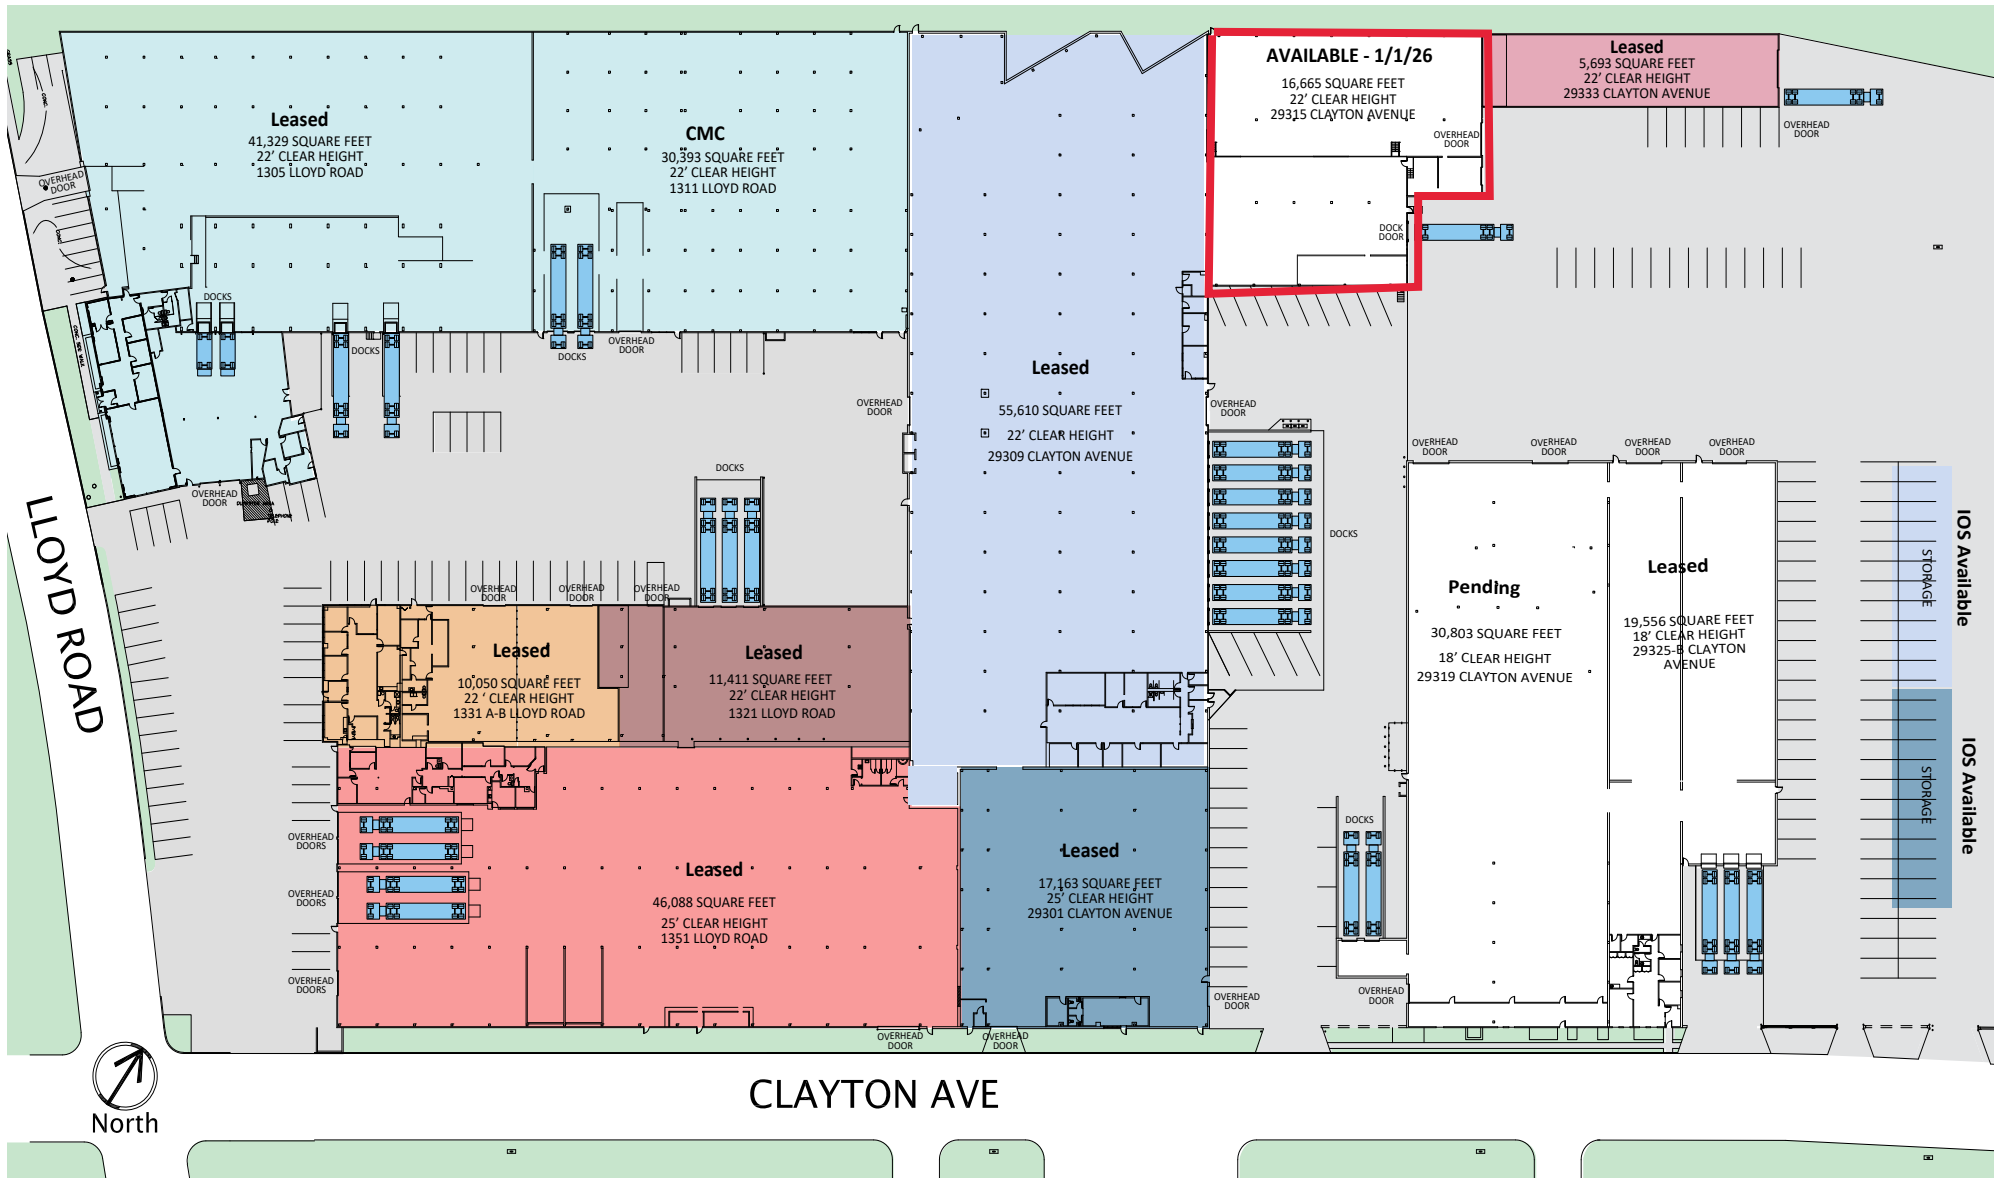 AVAILABLE - 1/1/26
16,665 SQUARE FEET
22' CLEAR HEIGHT
29315 CLAYTON AVENUE
OVERHEAD
DOOR
DOCK
DOOR
Leased
5,693 SQUARE FEET
22' CLEAR HEIGHT
29333 CLAYTON AVENUE
OVERHEAD
DOOR
Leased
41,329 SQUARE FEET
22' CLEAR HEIGHT
1305 LLOYD ROAD
CMC
30,393 SQUARE FEET
22' CLEAR HEIGHT
1311 LLOYD ROAD
OVERHEAD
DOOR
CONC.
CONC.
CONC. SIDE WALK
DOCKS
DOCKS
DOCKS
OVERHEAD
DOOR
OVERHEAD
DOOR
TELEPHONE
POLE
OVERHEAD
DOOR
Leased
55,610 SQUARE FEET
22' CLEAR HEIGHT
29309 CLAYTON AVENUE
OVERHEAD
DOOR
DOCKS
DOCKS
OVERHEAD
DOOR
OVERHEAD
DOOR
OVERHEAD
DOOR
OVERHEAD
DOOR
Pending
30,803 SQUARE FEET
18' CLEAR HEIGHT
29319 CLAYTON AVENUE
Leased
19,556 SQUARE FEET
18' CLEAR HEIGHT
29325-B CLAYTON
AVENUE
STORAGE
IOS Available
STORAGE
IOS Available
LLOYD ROAD
OVERHEAD
DOOR
OVERHEAD
DOOR
OVERHEAD
DOOR
Leased
10,050 SQUARE FEET
22 ' CLEAR HEIGHT
1331 A-B LLOYD ROAD
Leased
11,411 SQUARE FEET
22' CLEAR HEIGHT
1321 LLOYD ROAD
OVERHEAD
DOORS
OVERHEAD
DOORS
OVERHEAD
DOORS
Leased
46,088 SQUARE FEET
25' CLEAR HEIGHT
1351 LLOYD ROAD
Leased
17,163 SQUARE FEET
25' CLEAR HEIGHT
29301 CLAYTON AVENUE
DOCKS
OVERHEAD
DOOR
OVERHEAD
DOOR
OVERHEAD
DOOR
OVERHEAD
DOOR
North
CLAYTON AVE